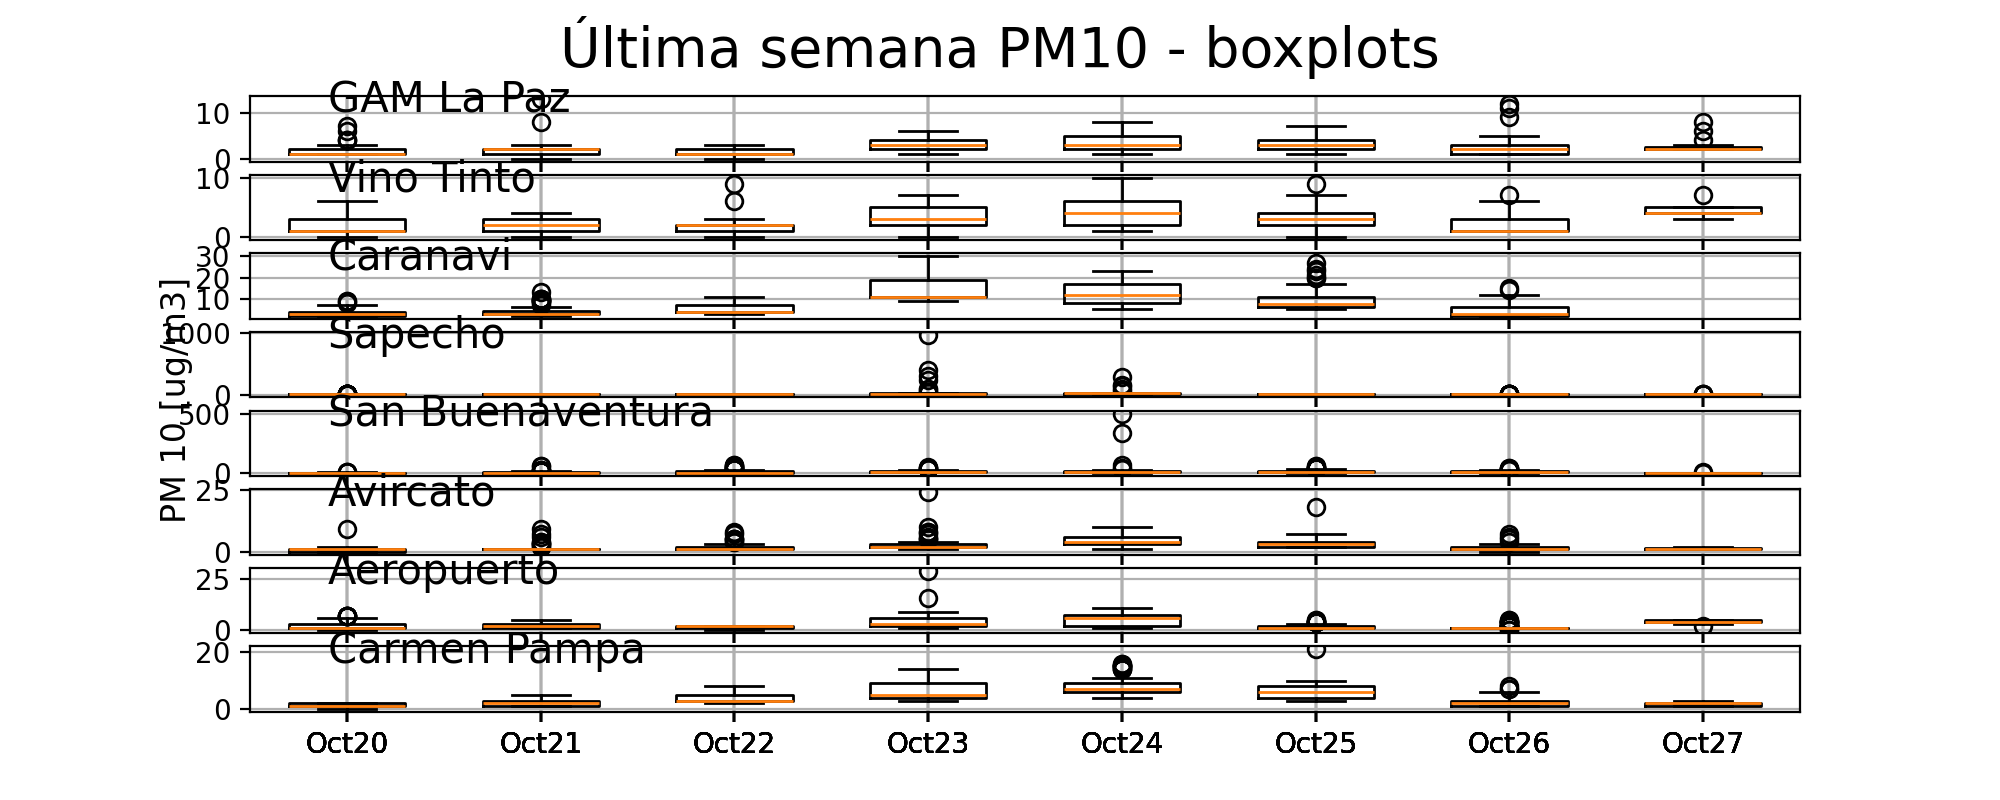 Última semana PM10 - boxplots
GAM La Paz
10
0
Vino Tinto
10
0
Caranavi
30
20
10
Sapecho
1000
0
San Buenaventura
500
0
Avircato
25
0
Aeropuerto
25
0
Carmen Pampa
20
0
PM 10 [ug/m3]
Oct20 Oct21 Oct22 Oct23 Oct24 Oct25 Oct26 Oct27